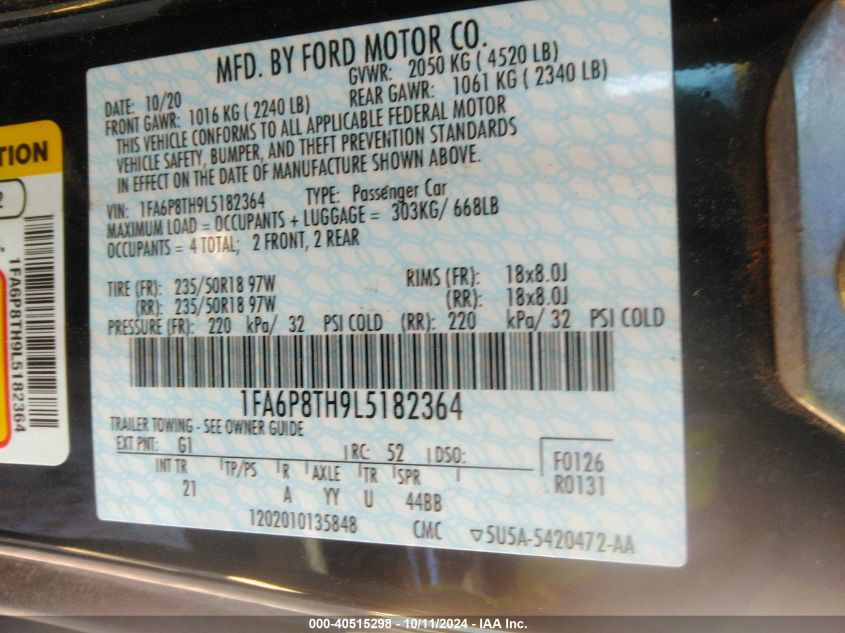 MFD. BY FORD MOTOR CO.
DATE: 10/20
GVWR: 2050 KG ( 4520 LB)
FRONT GAWR: 1016 KG ( 2240 LB)
REAR GAWR: 1061 KG ( 2340 LB)
THIS VEHICLE CONFORMS TO ALL APPLICABLE FEDERAL MOTOR
VEHICLE SAFETY, BUMPER, AND THEFT PREVENTION STANDARDS
IN EFFECT ON THE DATE OF MANUFACTURE SHOWN ABOVE.
VIN: 1FA6P8TH9L5182364 TYPE: Passenger Car
MAXIMUM LOAD = OCCUPANTS + LUGGAGE = 303KG/ 668LB
OCCUPANTS = 4 TOTAL; 2 FRONT, 2 REAR
TIRE (FR): 235/50R18 97W RIMS (FR): 18x8.0J
(RR): 235/50R18 97W (RR): 18x8.0J
PRESSURE (FR): 220 kPa/ 32 PSI COLD (RR): 220 kPa/ 32 PSI COLD
1FA6P8TH9L5182364
TRAILER TOWING - SEE OWNER GUIDE
EXT PNT: G1 RC: 52 DSO:
F0126
R0131
INT TR TP/PS R AXLE TR SPR
21 A YY U 44BB
1202010135848 CMC 5U5A-5420472-AA
TION
2
1FA6P8TH9L5182364
000-40515298 - 10/11/2024 - IAA Inc.